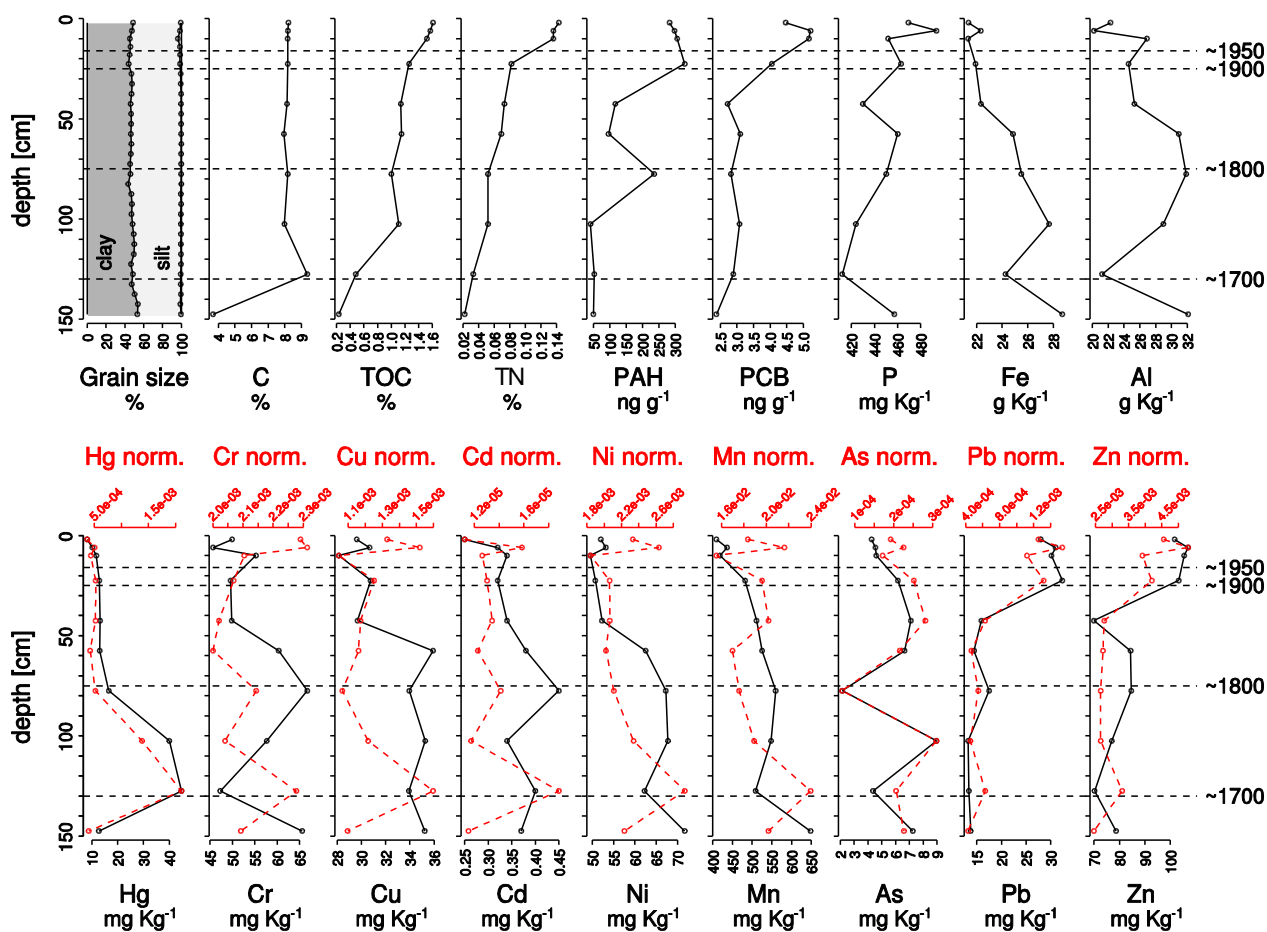 0
50
100
150
depth [cm]
clay
silt
~1950
~1900
~1800
~1700
0 20 40 60 80 100
4 5 6 7 8 9
0.2 0.4 0.6 0.8 1.0 1.2 1.4 1.6
0.02 0.04 0.06 0.08 0.10 0.12 0.14
50 100 150 200 250 300
2.5 3.0 3.5 4.0 4.5 5.0
420 440 460 480
22 24 26 28
20 22 24 26 28 30 32
Grain size C TOC TN PAH PCB P Fe Al
% % % % ng g-1 ng g-1 mg Kg-1 g Kg-1 g Kg-1
Hg norm. Cr norm. Cu norm. Cd norm. Ni norm. Mn norm. As norm. Pb norm. Zn norm.
5.0e-04 1.5e-03
2.0e-03 2.1e-03 2.2e-03 2.3e-03
1.1e-03 1.3e-03 1.5e-03
1.2e-05 1.6e-05
1.8e-03 2.2e-03 2.6e-03
1.6e-02 2.0e-02 2.4e-02
1e-04 2e-04 3e-04
4.0e-04 8.0e-04 1.2e-03
2.5e-03 3.5e-03 4.5e-03
0
50
100
150
depth [cm]
~1950
~1900
~1800
~1700
10 20 30 40
45 50 55 60 65
28 30 32 34 36
0.25 0.30 0.35 0.40 0.45
50 55 60 65 70
400 450 500 550 600 650
2 3 4 5 6 7 8 9
15 20 25 30
70 80 90 100
Hg Cr Cu Cd Ni Mn As Pb Zn
mg Kg-1 mg Kg-1 mg Kg-1 mg Kg-1 mg Kg-1 mg Kg-1 mg Kg-1 mg Kg-1 mg Kg-1